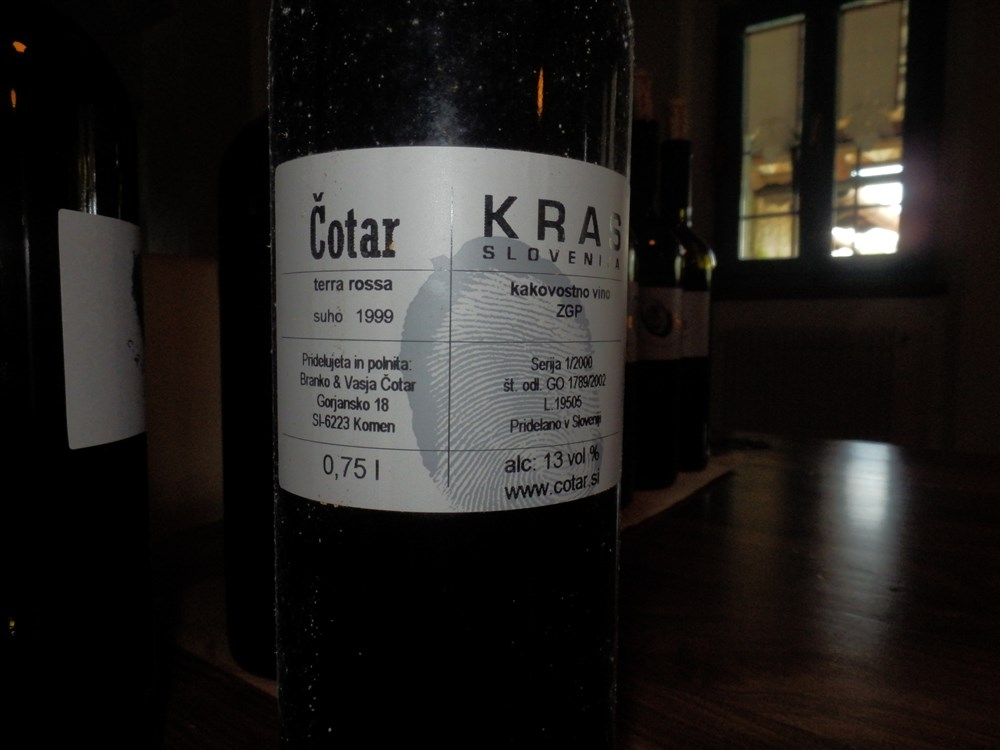 Čotar
terra rossa
suho 1999
Pridelujeta in polnita:
Branko & Vasja Čotar
Gorjansko 18
SI-6223 Komen
0,75 l
KRAS
SLOVENIJA
kakovostno vino
ZGP
Serija 1/2000
št. odl. GO 1789/2002
L 19505
Pridelano v Sloveniji
alc: 13 vol %
www.cotar.si